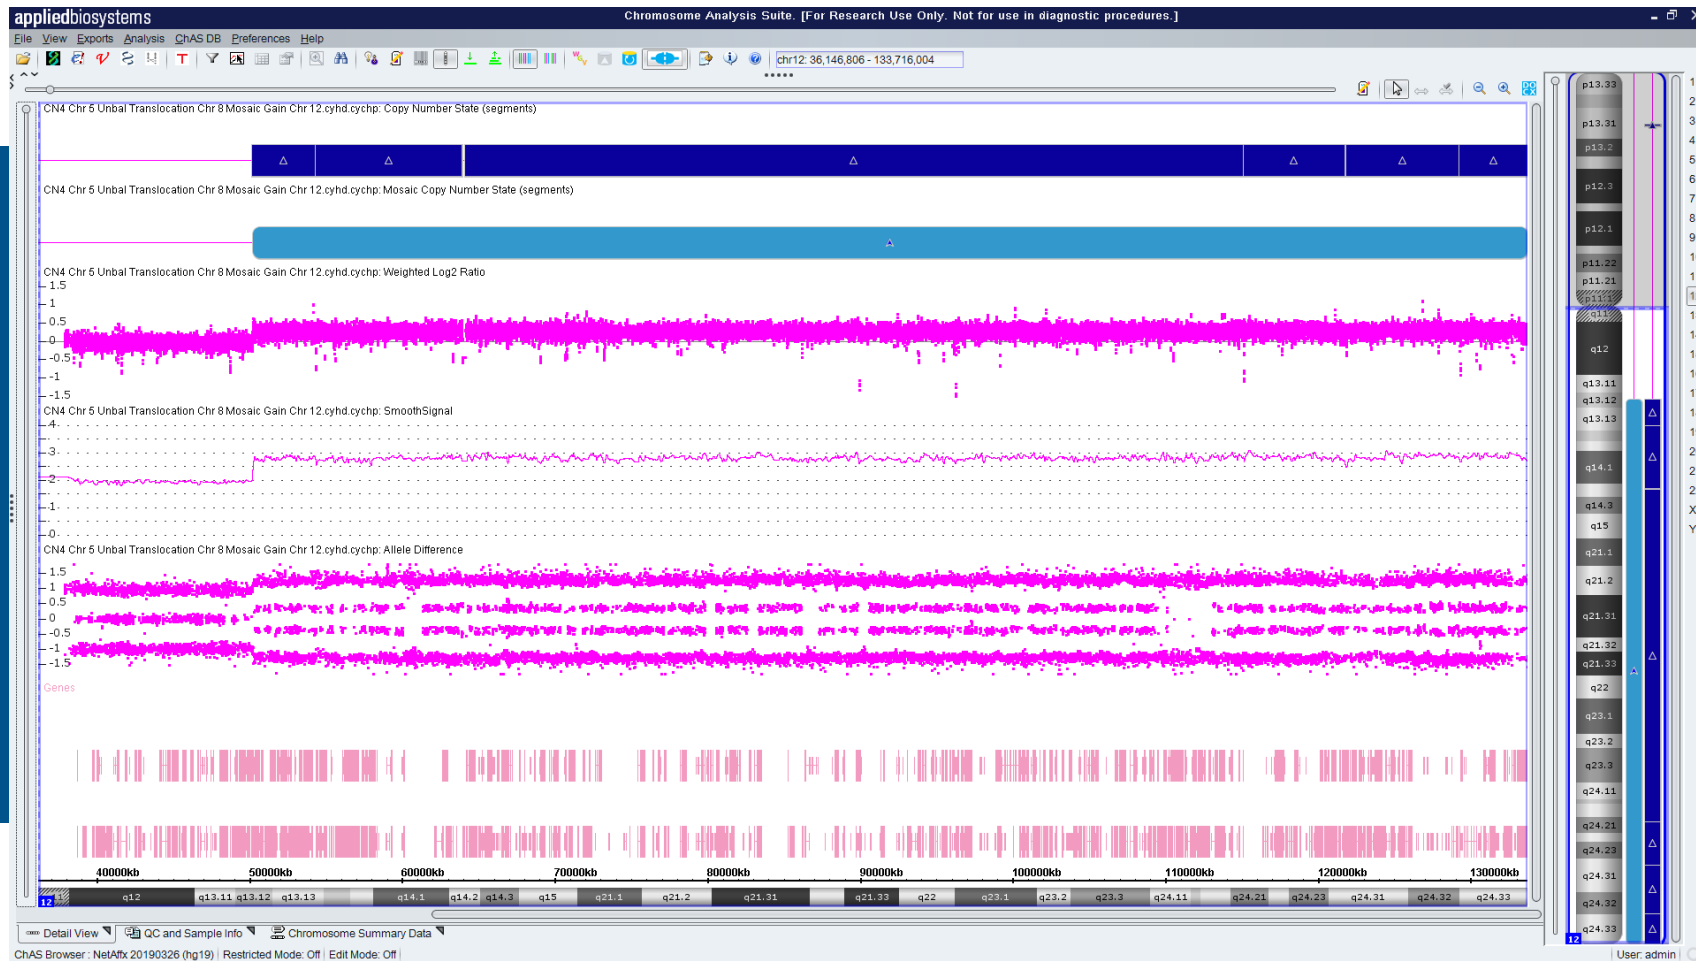 appliedbiosystems
Chromosome Analysis Suite. [For Research Use Only. Not for use in diagnostic procedures.]
File View Exports Analysis ChAS DB Preferences Help
chr12: 36,146,806 - 133,716,004
CN4 Chr 5 Unbal Translocation Chr 8 Mosaic Gain Chr 12.cyhd.cychp: Copy Number State (segments)
CN4 Chr 5 Unbal Translocation Chr 8 Mosaic Gain Chr 12.cyhd.cychp: Mosaic Copy Number State (segments)
CN4 Chr 5 Unbal Translocation Chr 8 Mosaic Gain Chr 12.cyhd.cychp: Weighted Log2 Ratio
1.5
1
0.5
0
-0.5
-1
-1.5
CN4 Chr 5 Unbal Translocation Chr 8 Mosaic Gain Chr 12.cyhd.cychp: SmoothSignal
4
3
2
1
0
CN4 Chr 5 Unbal Translocation Chr 8 Mosaic Gain Chr 12.cyhd.cychp: Allele Difference
1.5
1
0.5
0
-0.5
-1
-1.5
Genes
40000kb 50000kb 60000kb 70000kb 80000kb 90000kb 100000kb 110000kb 120000kb 130000kb
12 q12 q13.11 q13.12 q13.13 q14.1 q14.2 q14.3 q15 q21.1 q21.2 q21.31 q21.33 q22 q23.1 q23.2 q23.3 q24.11 q24.21 q24.23 q24.31 q24.32 q24.33
p13.33
p13.31
p13.2
p12.3
p12.1
p11.22
p11.21
p11.1
q11
q12
q13.11
q13.12
q13.13
q14.1
q14.3
q15
q21.1
q21.2
q21.31
q21.32
q21.33
q22
q23.1
q23.2
q23.3
q24.11
q24.21
q24.23
q24.31
q24.32
q24.33
12
X
Y
Detail View QC and Sample Info Chromosome Summary Data
ChAS Browser : NetAffx 20190326 (hg19) Restricted Mode: Off Edit Mode: Off User: admin